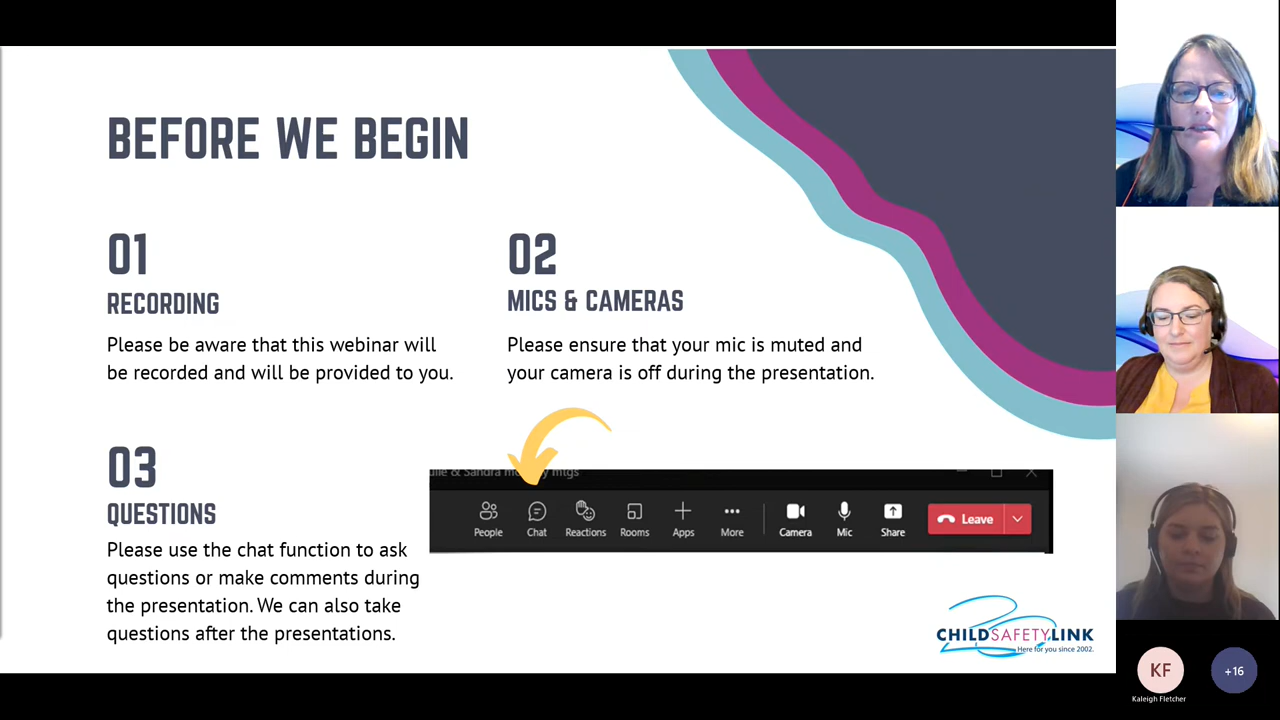 BEFORE WE BEGIN
01
RECORDING
Please be aware that this webinar will
be recorded and will be provided to you.
02
MICS & CAMERAS
Please ensure that your mic is muted and
your camera is off during the presentation.
03
QUESTIONS
Please use the chat function to ask
questions or make comments during
the presentation. We can also take
questions after the presentations.
& Sandra mtgs
People Chat Reactions Rooms Apps More Camera Mic Share Leave
CHILDSAFETYLINK
Here for you since 2002.
KF
Kaleigh Fletcher
+16